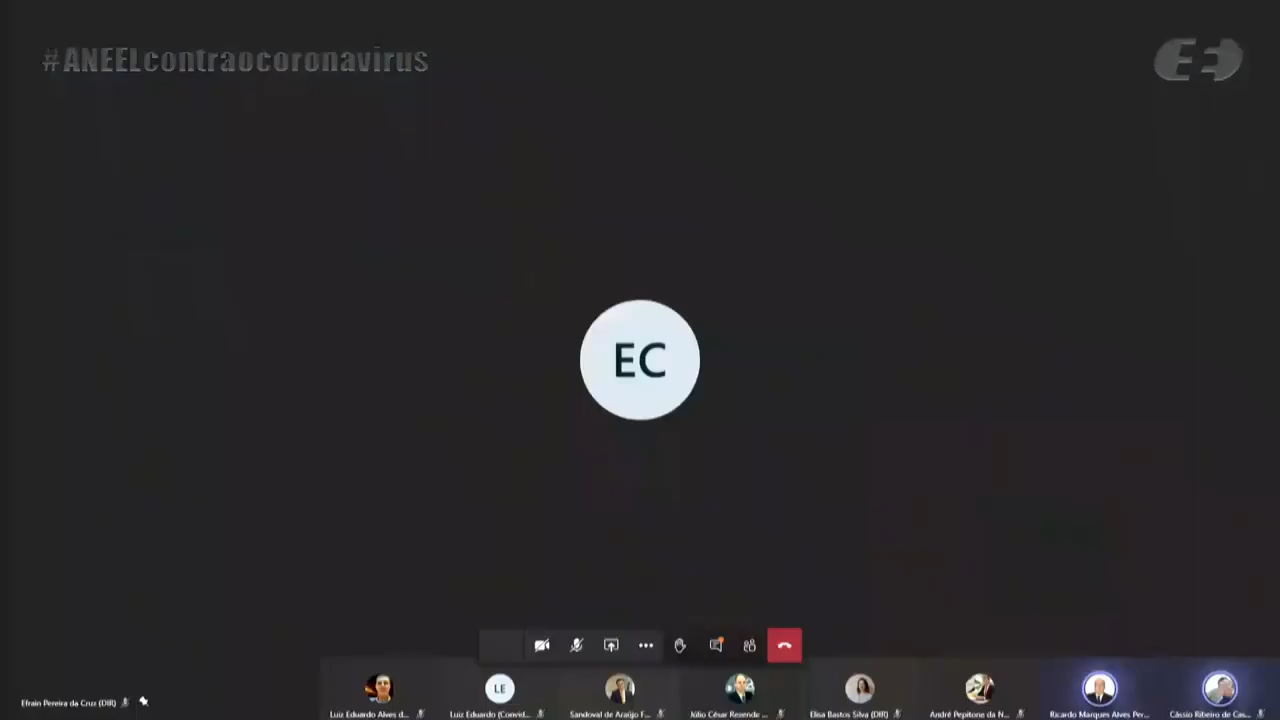 #ANEELcontraocoronavirus
EC
LE
Efrain Pereira da Cruz (DIR)
Luiz Eduardo Alves d...
Luiz Eduardo (Convid...
Sandoval de Araújo F...
Júlio César Rezende ...
Elisa Bastos Silva (DIR)
André Pepitone da N...
Ricardo Marques Alves Per...
Cássio Ribeiro de Cas...